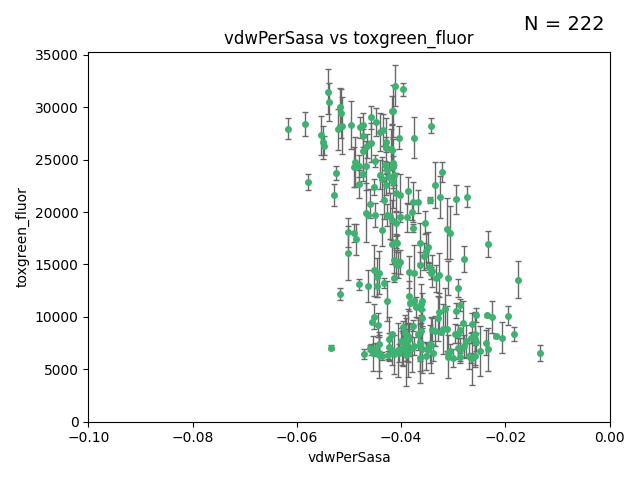 N = 222
vdwPerSasa vs toxgreen_fluor
35000
30000
25000
20000
15000
10000
5000
0
toxgreen_fluor
−0.10 −0.08 −0.06 −0.04 −0.02 0.00
vdwPerSasa